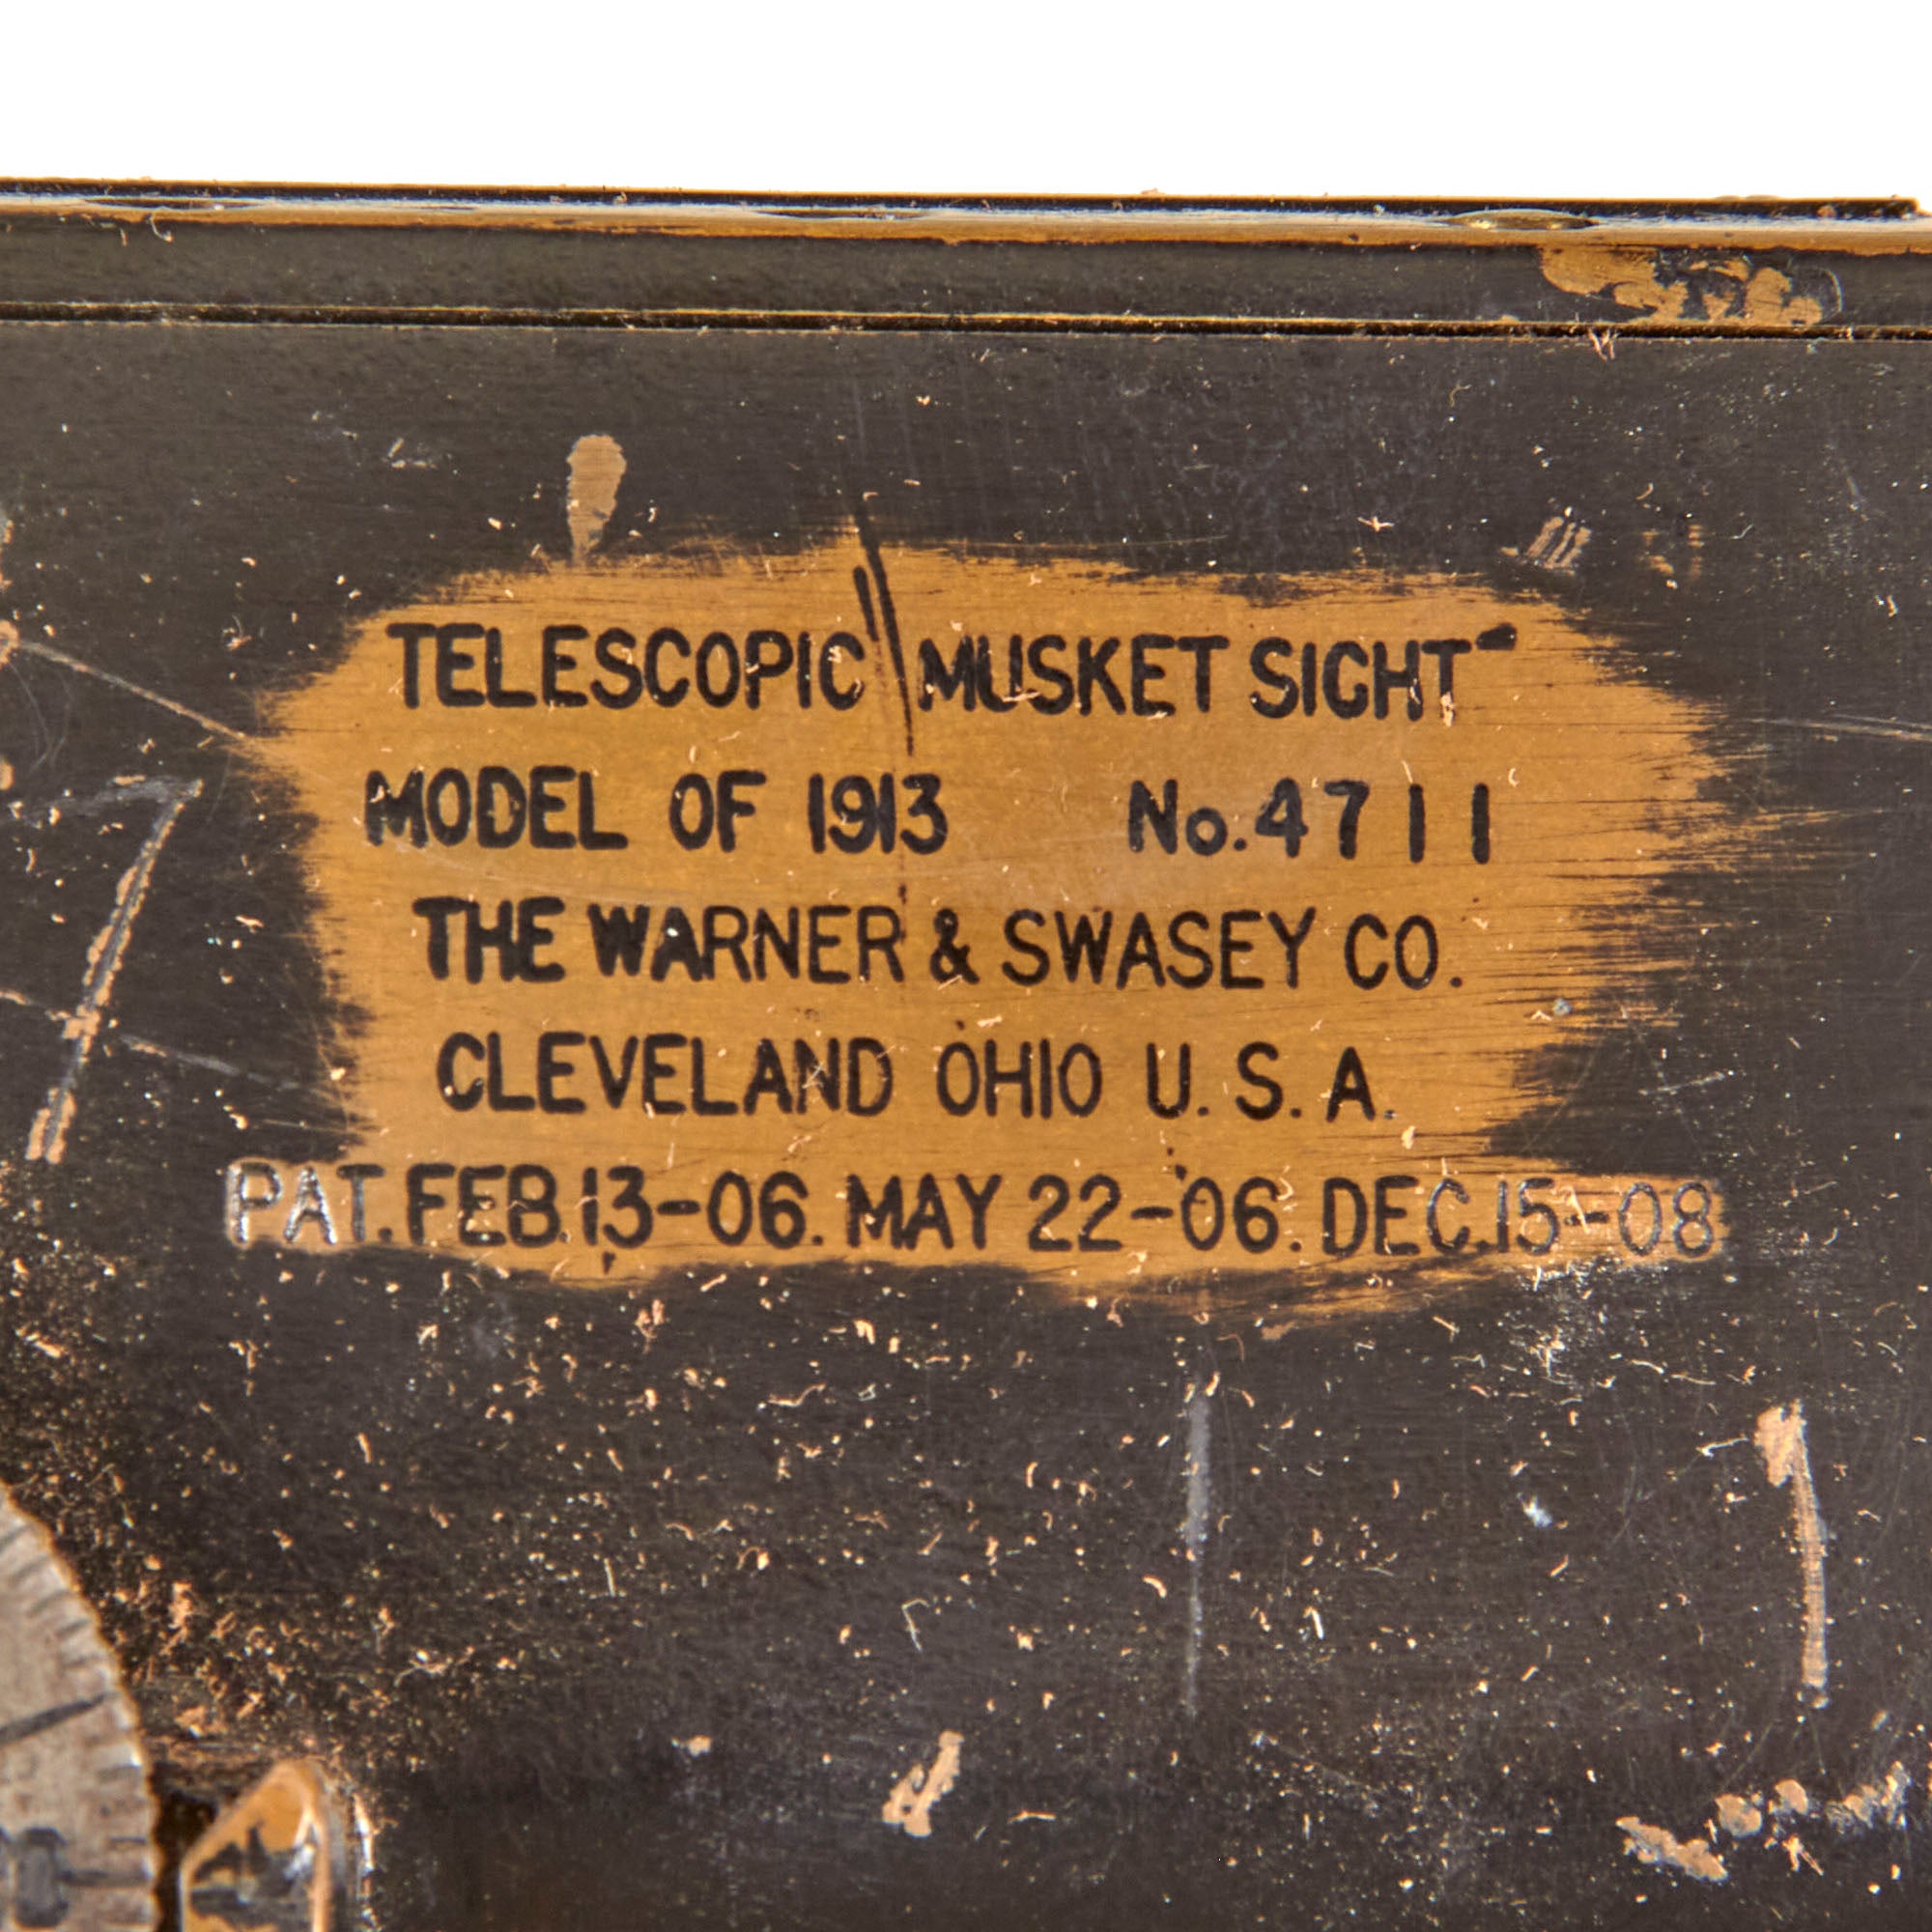 TELESCOPIC MUSKET SIGHT
MODEL OF 1913 No. 4711
THE WARNER & SWASEY CO.
CLEVELAND OHIO U. S. A.
PAT. FEB. 13-06. MAY 22-06. DEC. 15-08